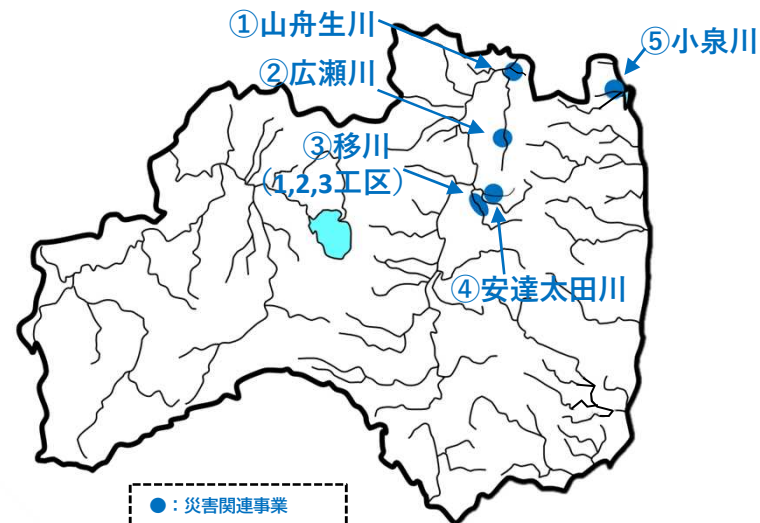 ①山舟生川
⑤小泉川
②広瀬川
③移川
（1,2,3工区）
④安達太田川
●：災害関連事業